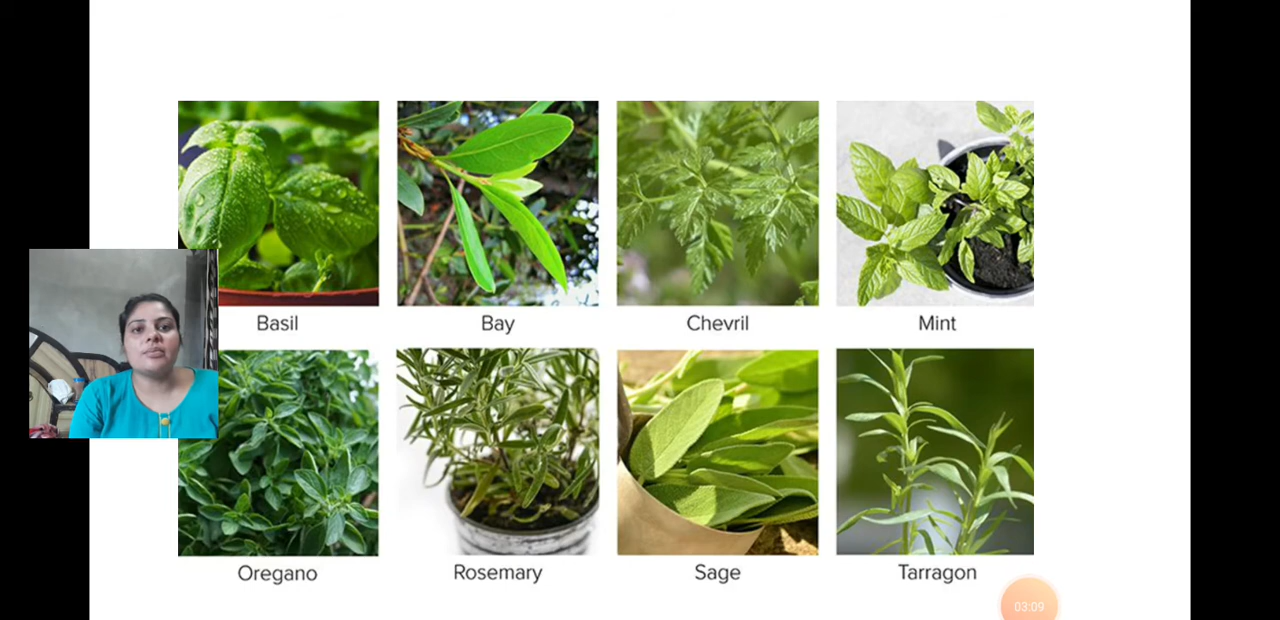 Basil
Bay
Chevril
Mint
Oregano
Rosemary
Sage
Tarragon
03:09